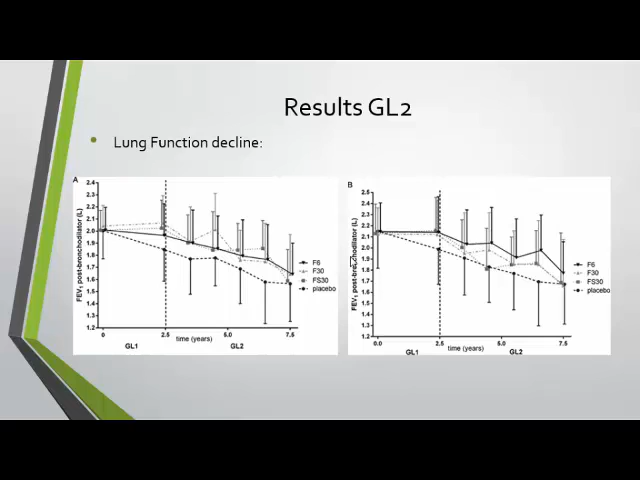 Results GL2
Lung Function decline:
A
FEV₁ post-bronchodilator (L)
2.4
2.3
2.2
2.1
2.0
1.9
1.8
1.7
1.6
1.5
1.4
1.3
1.2
0
2.5
5.0
7.5
time (years)
GL1
GL2
F6
F30
FS30
placebo
B
FEV₁ post-bronchodilator (L)
2.5
2.4
2.3
2.2
2.1
2.0
1.9
1.8
1.7
1.6
1.5
1.4
1.3
1.2
0.0
2.5
5.0
7.5
time (years)
GL1
GL2
F6
F30
FS30
placebo